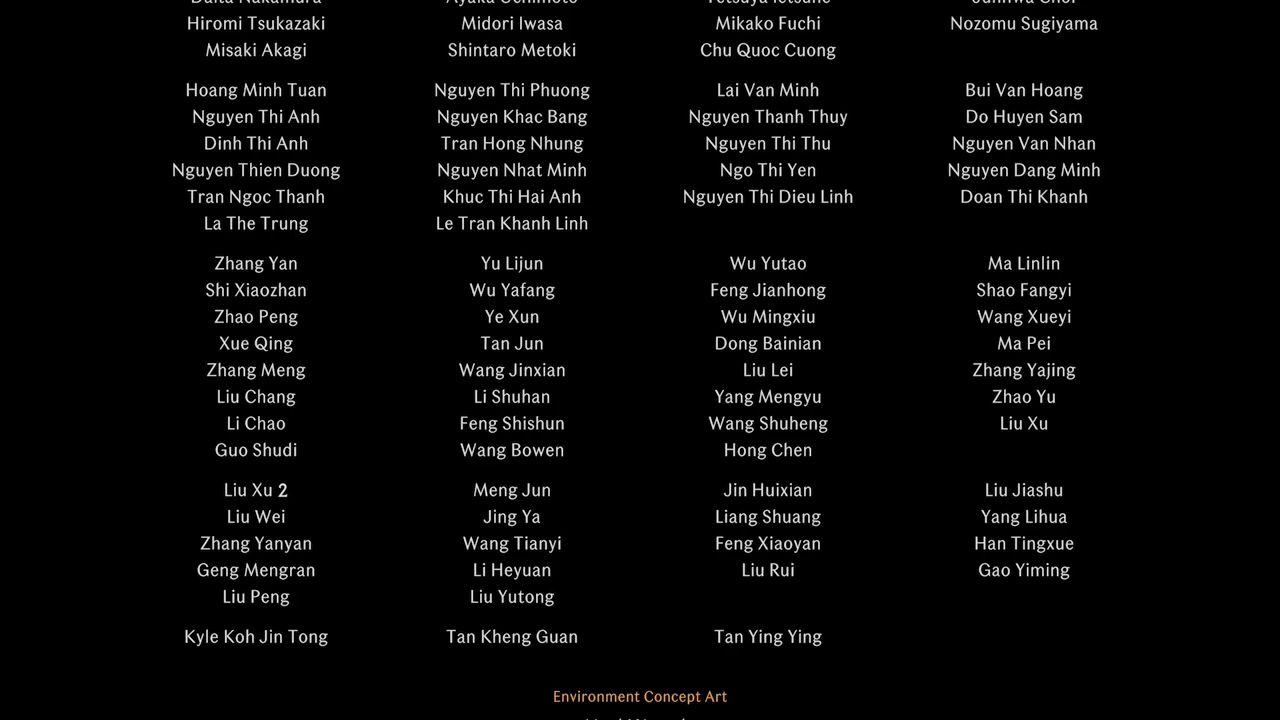 Hiromi Tsukazaki Midori Iwasa Mikako Fuchi Nozomu Sugiyama
Misaki Akagi Shintaro Metoki Chu Quoc Cuong
Hoang Minh Tuan Nguyen Thi Phuong Lai Van Minh Bui Van Hoang
Nguyen Thi Anh Nguyen Khac Bang Nguyen Thanh Thuy Do Huyen Sam
Dinh Thi Anh Tran Hong Nhung Nguyen Thi Thu Nguyen Van Nhan
Nguyen Thien Duong Nguyen Nhat Minh Ngo Thi Yen Nguyen Dang Minh
Tran Ngoc Thanh Khuc Thi Hai Anh Nguyen Thi Dieu Linh Doan Thi Khanh
La The Trung Le Tran Khanh Linh
Zhang Yan Yu Lijun Wu Yutao Ma Linlin
Shi Xiaozhan Wu Yafang Feng Jianhong Shao Fangyi
Zhao Peng Ye Xun Wu Mingxiu Wang Xueyi
Xue Qing Tan Jun Dong Bainian Ma Pei
Zhang Meng Wang Jinxian Liu Lei Zhang Yajing
Liu Chang Li Shuhan Yang Mengyu Zhao Yu
Li Chao Feng Shishun Wang Shuheng Liu Xu
Guo Shudi Wang Bowen Hong Chen
Liu Xu 2 Meng Jun Jin Huixian Liu Jiashu
Liu Wei Jing Ya Liang Shuang Yang Lihua
Zhang Yanyan Wang Tianyi Feng Xiaoyan Han Tingxue
Geng Mengran Li Heyuan Liu Rui Gao Yiming
Liu Peng Liu Yutong
Kyle Koh Jin Tong Tan Kheng Guan Tan Ying Ying
Environment Concept Art